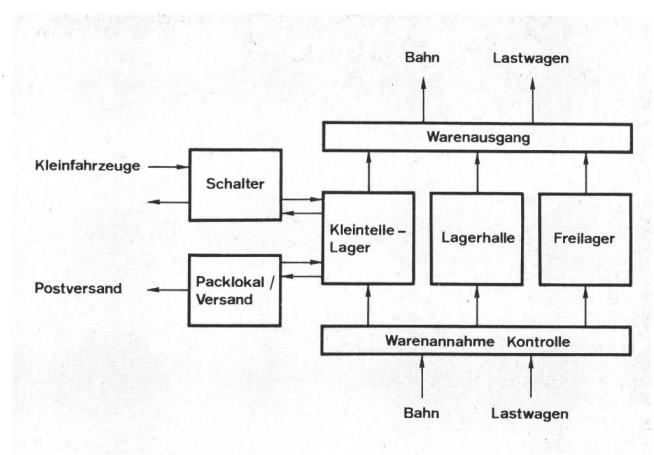 Bahn Lastwagen
Warenausgang
Kleinfahrzeuge
Schalter
Kleinteile –
Lager
Lagerhalle
Freilager
Postversand
Packlokal /
Versand
Warenannahme Kontrolle
Bahn Lastwagen